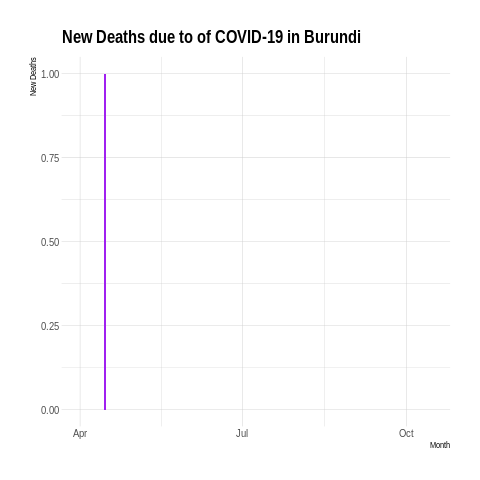 New Deaths due to of COVID-19 in Burundi
New Deaths
1.00
0.75
0.50
0.25
0.00
Apr Jul Oct
Month